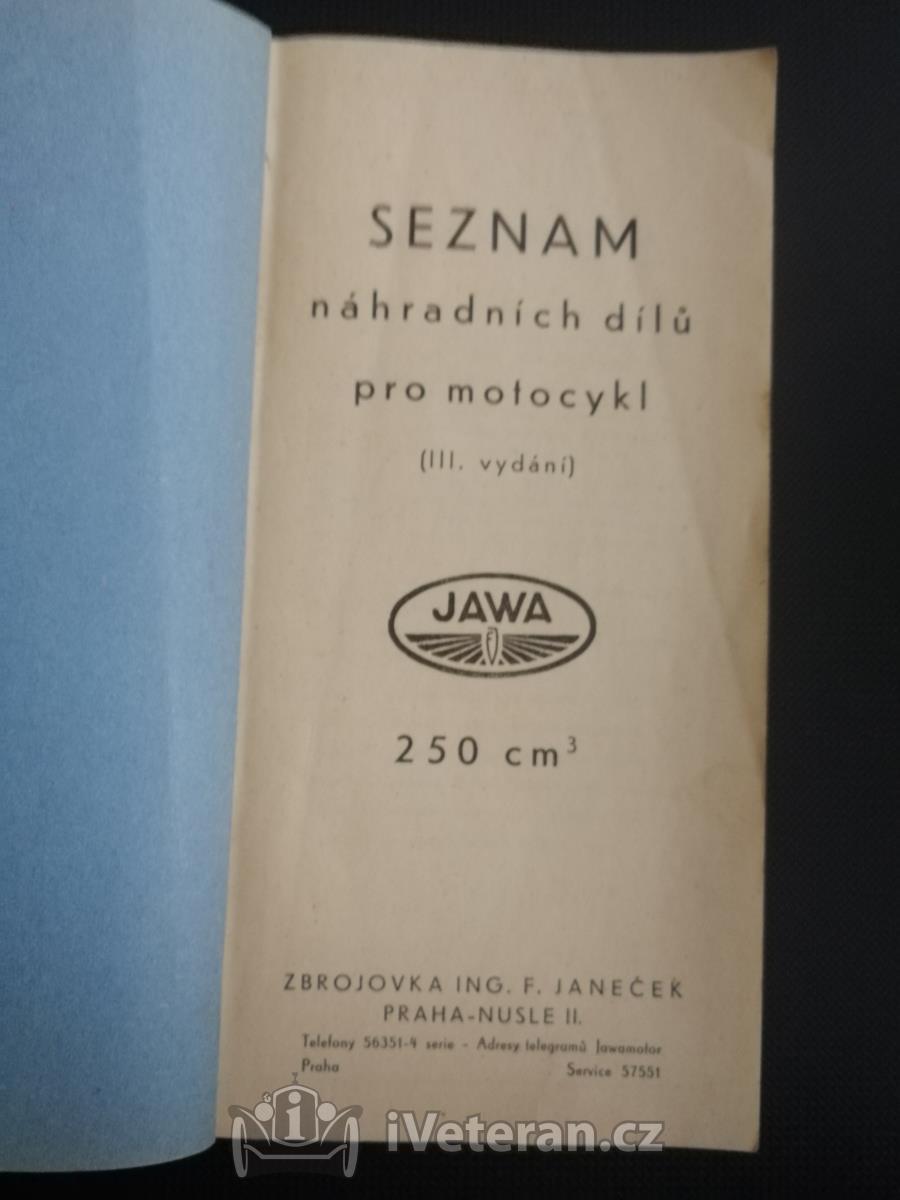 SEZNAM
náhradních dílů
pro motocykl
(III. vydání)
JAWA
250 cm³
ZBROJOVKA ING. F. JANEČEK
PRAHA-NUSLE II.
Telefony 56351-4 serie - Adresy telegramů Jawamotor
Praha Service 57551
iVeteran.cz